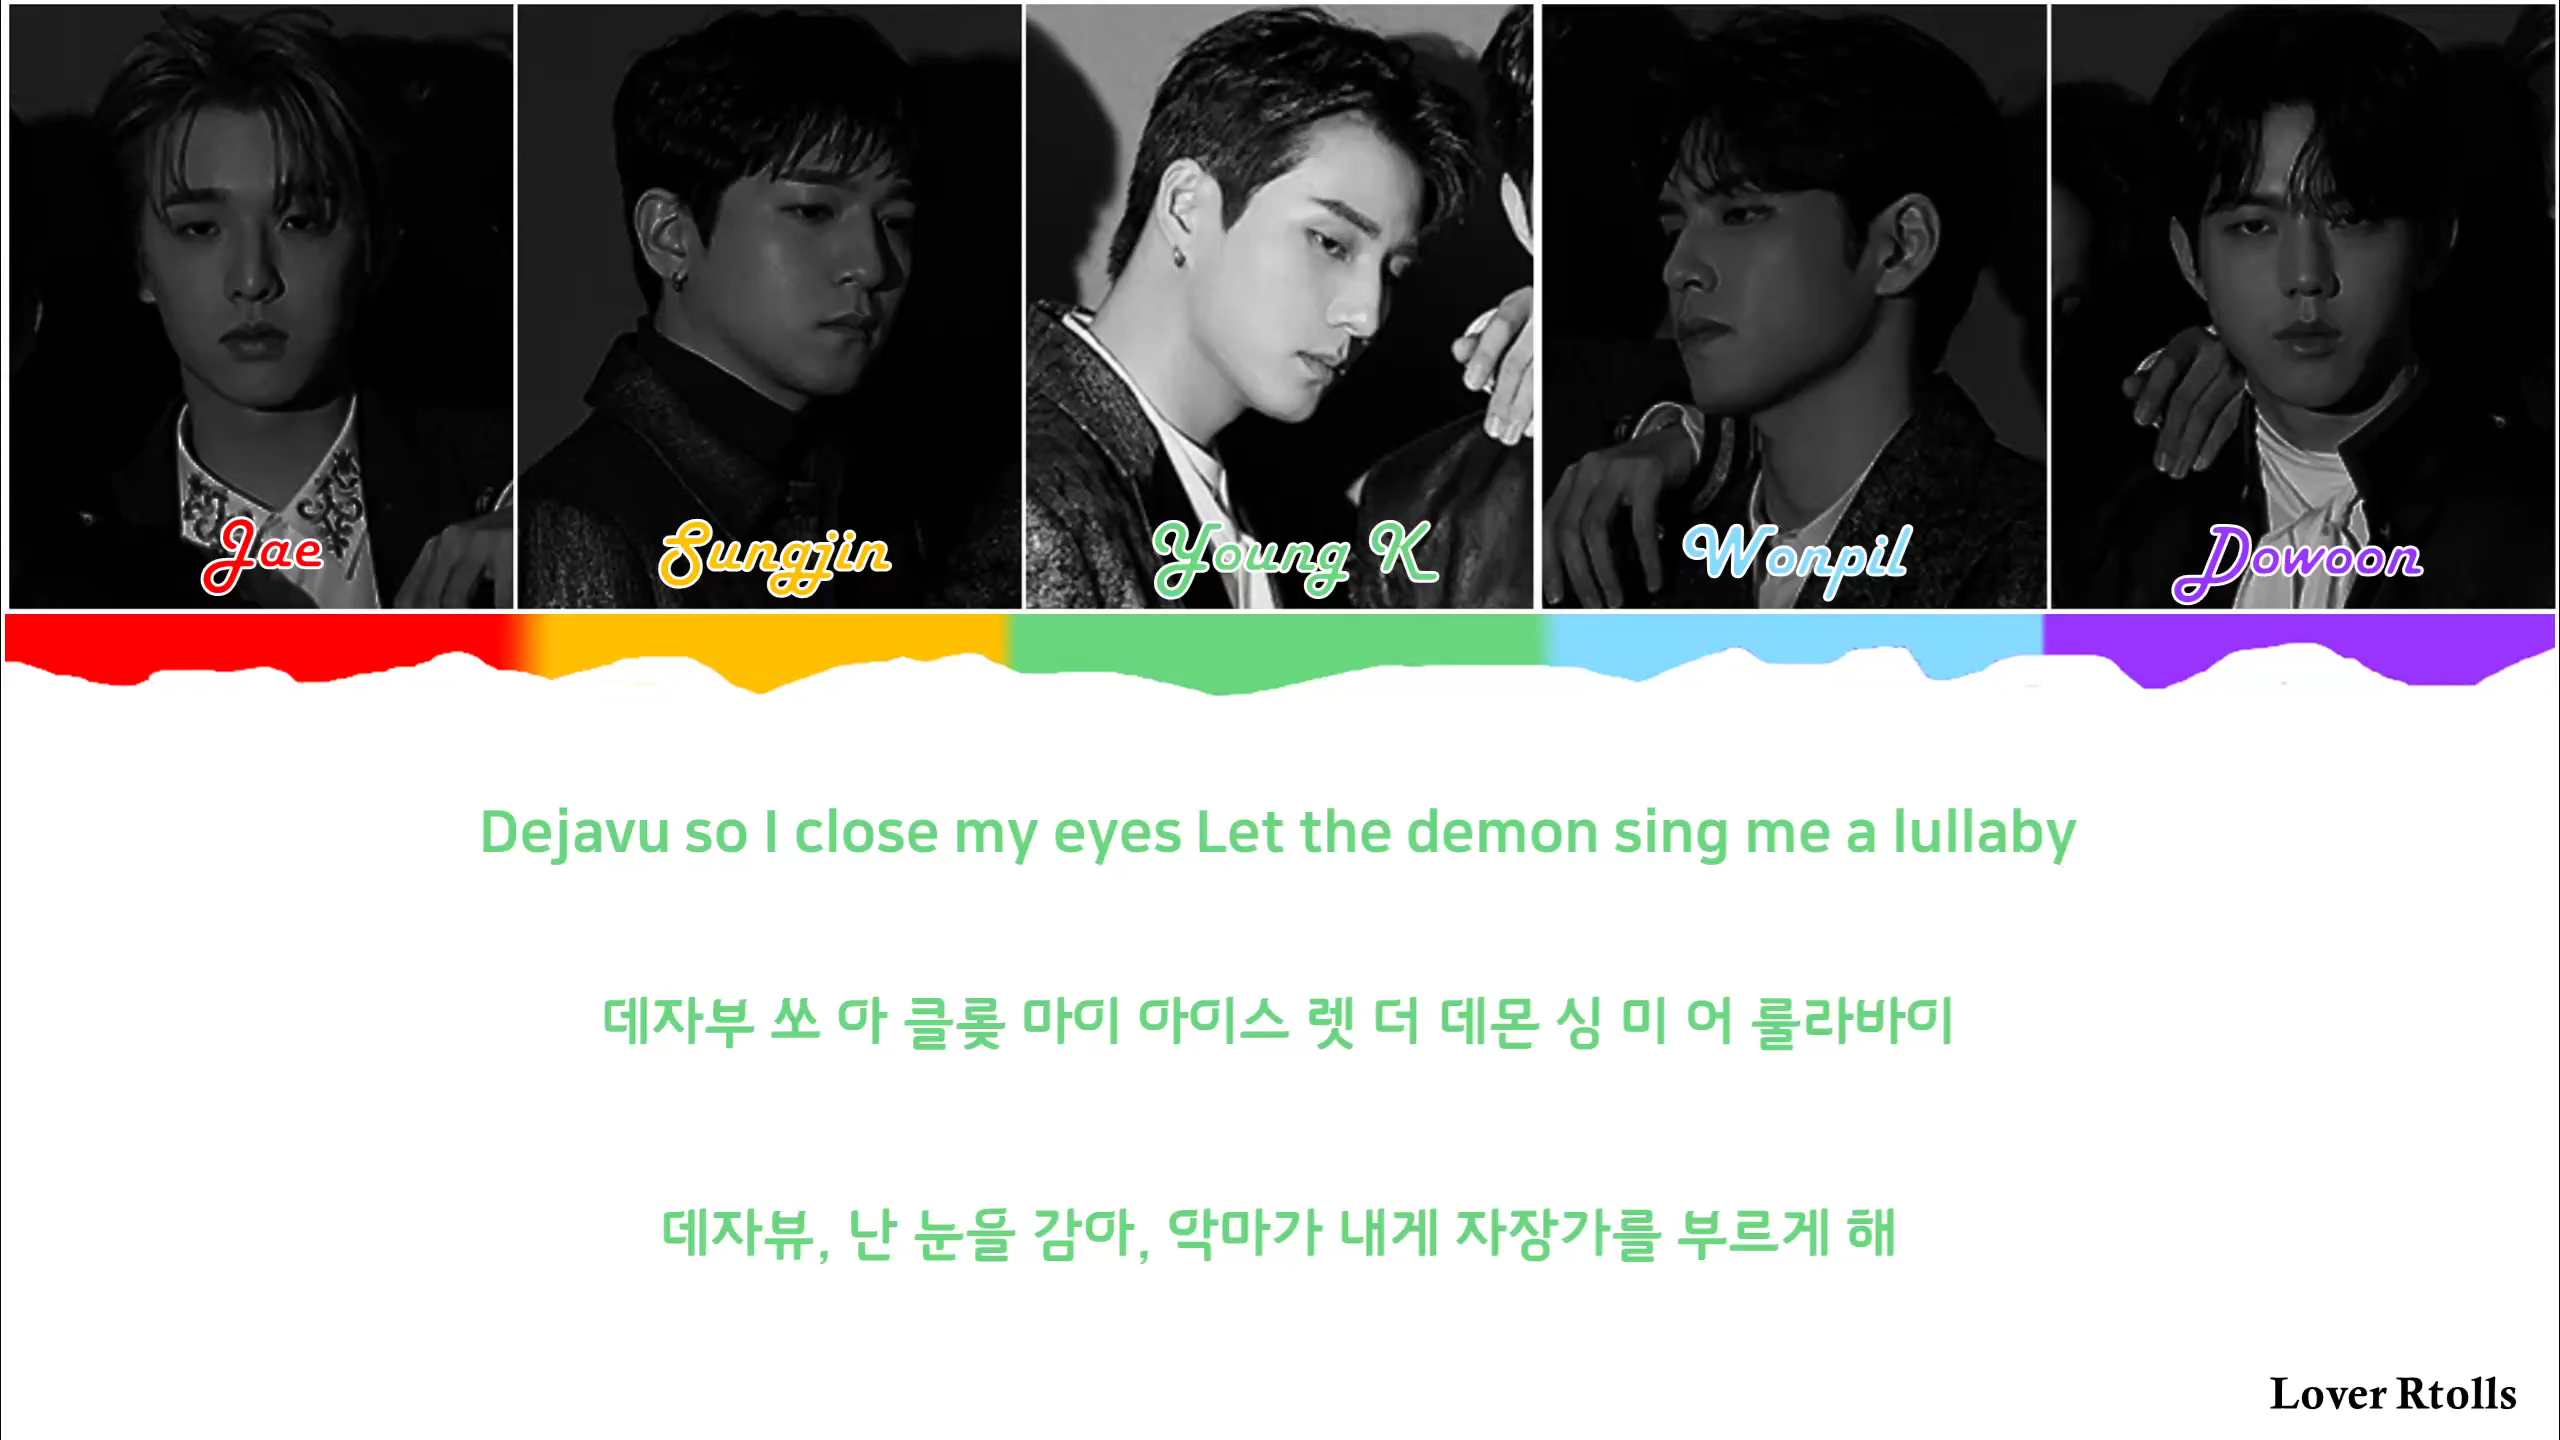 Jae
Sungjin
Young K
Wonpil
Dowoon
Dejavu so I close my eyes Let the demon sing me a lullaby
데자부 쏘 아 클롲 마이 아이스 렛 더 데몬 싱 미 어 룰라바이
데자뷰, 난 눈을 감아, 악마가 내게 자장가를 부르게 해
Lover Rtolls